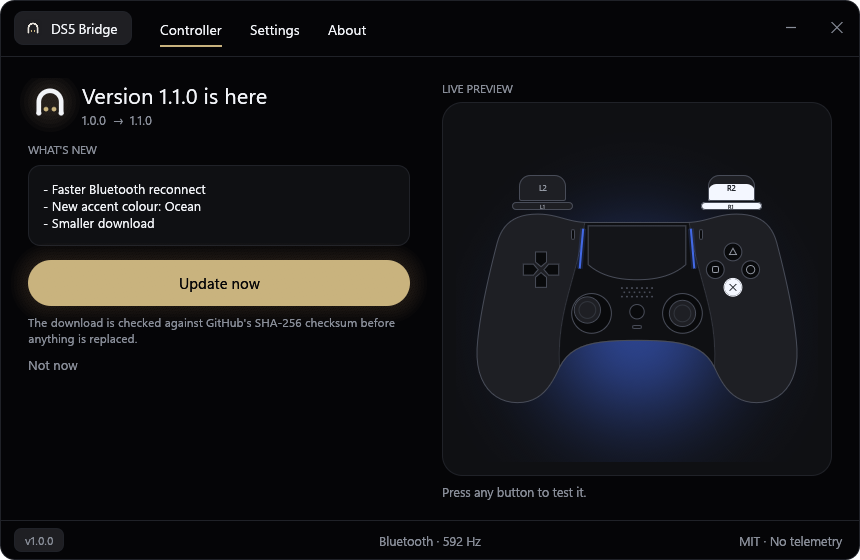 DS5 Bridge
Controller
Settings
About
Version 1.1.0 is here
1.0.0 → 1.1.0
WHAT'S NEW
- Faster Bluetooth reconnect
- New accent colour: Ocean
- Smaller download
Update now
The download is checked against GitHub's SHA-256 checksum before
anything is replaced.
Not now
LIVE PREVIEW
L2
R2
L1
R1
Press any button to test it.
v1.0.0
Bluetooth · 592 Hz
MIT · No telemetry